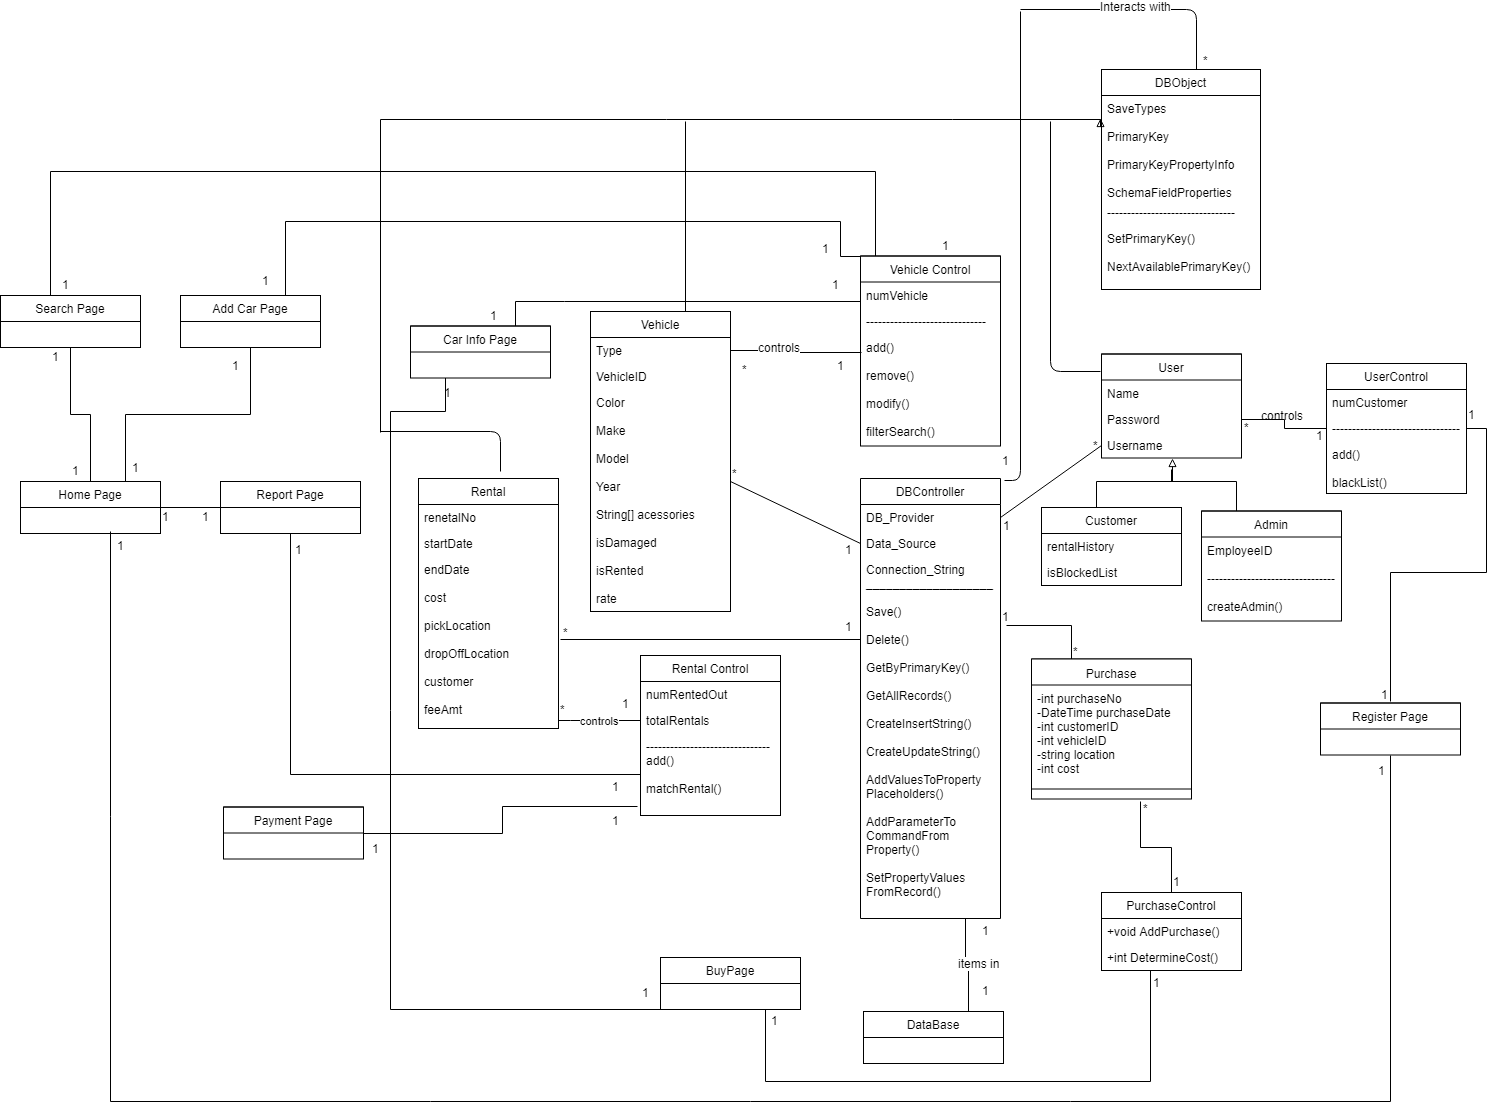 Interacts with
*
DBObject
SaveTypes
PrimaryKey
PrimaryKeyPropertyInfo
SchemaFieldProperties
--------------------------------
SetPrimaryKey()
NextAvailablePrimaryKey()
1
1
1
1
1
Vehicle Control
numVehicle
------------------------------
add()
remove()
modify()
filterSearch()
Search Page
1
Add Car Page
1
1
Car Info Page
1
Vehicle
Type
VehicleID
Color
Make
Model
Year
String[] acessories
isDamaged
isRented
rate
controls
*
1
*
1
User
Name
Password
Username
controls
*
1
*
1
UserControl
numCustomer
--------------------------------
add()
blackList()
1
1
1
Home Page
1
1
Report Page
1
1
Rental
renetalNo
startDate
endDate
cost
pickLocation
dropOffLocation
customer
feeAmt
*
1
*
controls
1
1
DBController
DB_Provider
Data_Source
Connection_String
___________________
Save()
Delete()
GetByPrimaryKey()
GetAllRecords()
CreateInsertString()
CreateUpdateString()
AddValuesToProperty
Placeholders()
AddParameterTo
CommandFrom
Property()
SetPropertyValues
FromRecord()
Customer
rentalHistory
isBlockedList
Admin
EmployeeID
--------------------------------
createAdmin()
Rental Control
numRentedOut
totalRentals
-------------------------------
add()
matchRental()
1
1
Payment Page
1
1
*
Purchase
-int purchaseNo
-DateTime purchaseDate
-int customerID
-int vehicleID
-string location
-int cost
*
1
1
Register Page
1
PurchaseControl
+void AddPurchase()
+int DetermineCost()
1
1
items in
1
BuyPage
1
1
DataBase